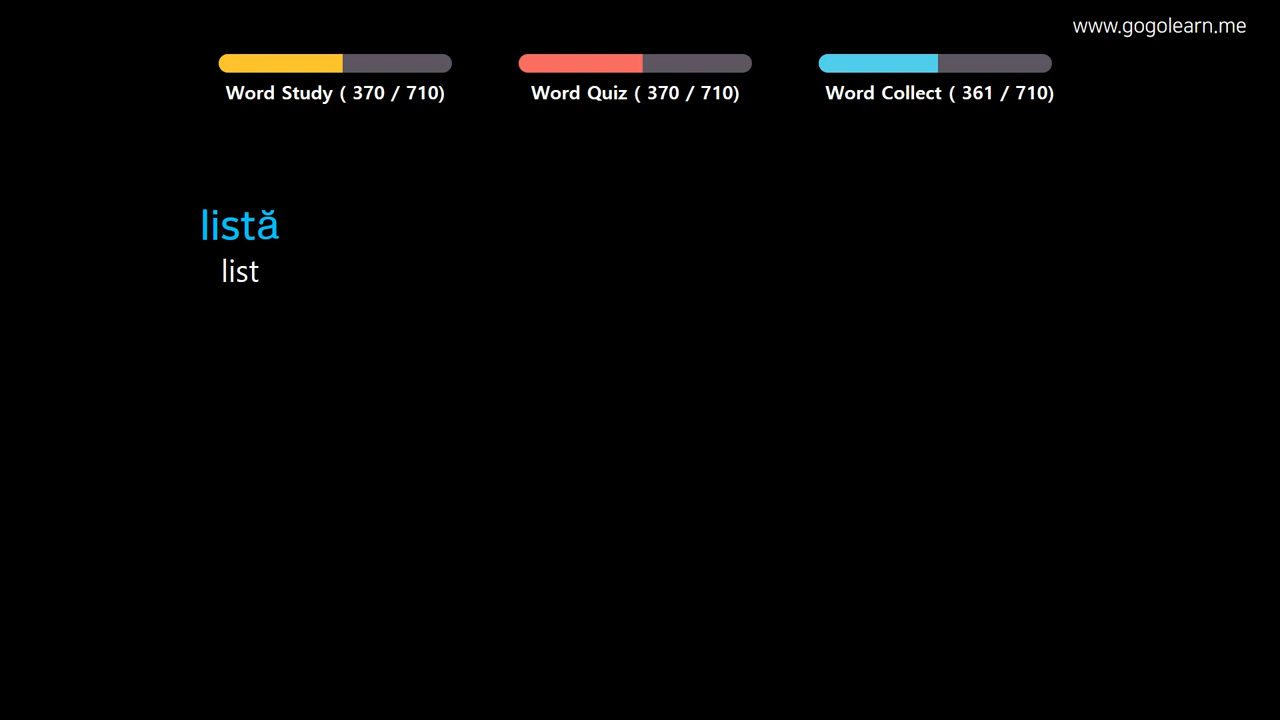 www.gogolearn.me
Word Study ( 370 / 710)
Word Quiz ( 370 / 710)
Word Collect ( 361 / 710)
listă
list